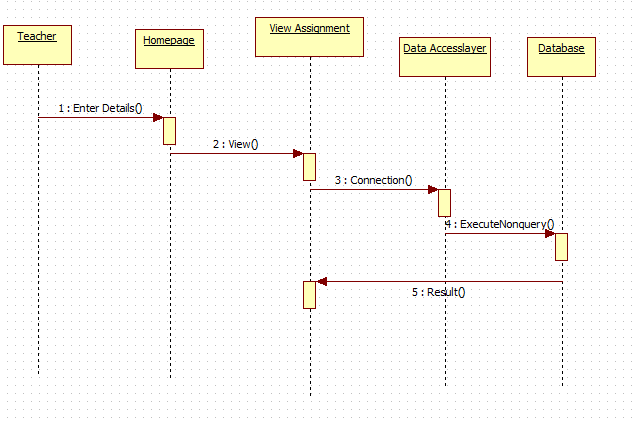 Teacher
Homepage
View Assignment
Data Accesslayer
Database
1 : Enter Details()
2 : View()
3 : Connection()
4 : ExecuteNonquery()
5 : Result()